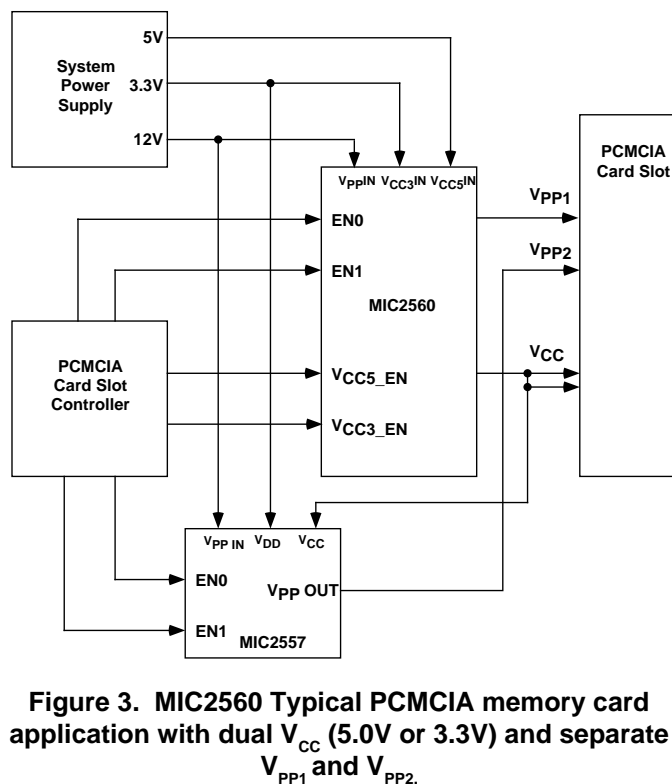 System
Power
Supply
5V
3.3V
12V
PCMCIA
Card Slot
VPPIN VCC3IN VCC5IN
EN0
EN1
MIC2560
VCC5_EN
VCC3_EN
VPP1
VPP2
VCC
PCMCIA
Card Slot
Controller
VPP IN VDD VCC
EN0
VPP OUT
EN1
MIC2557
Figure 3. MIC2560 Typical PCMCIA memory card
application with dual VCC (5.0V or 3.3V) and separate
VPP1 and VPP2.